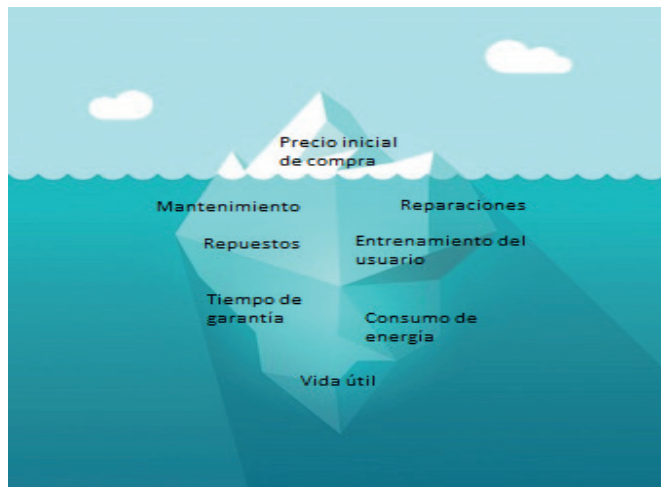 Precio inicial
de compra
Mantenimiento
Reparaciones
Repuestos
Entrenamiento del
usuario
Tiempo de
garantía
Consumo de
energía
Vida útil